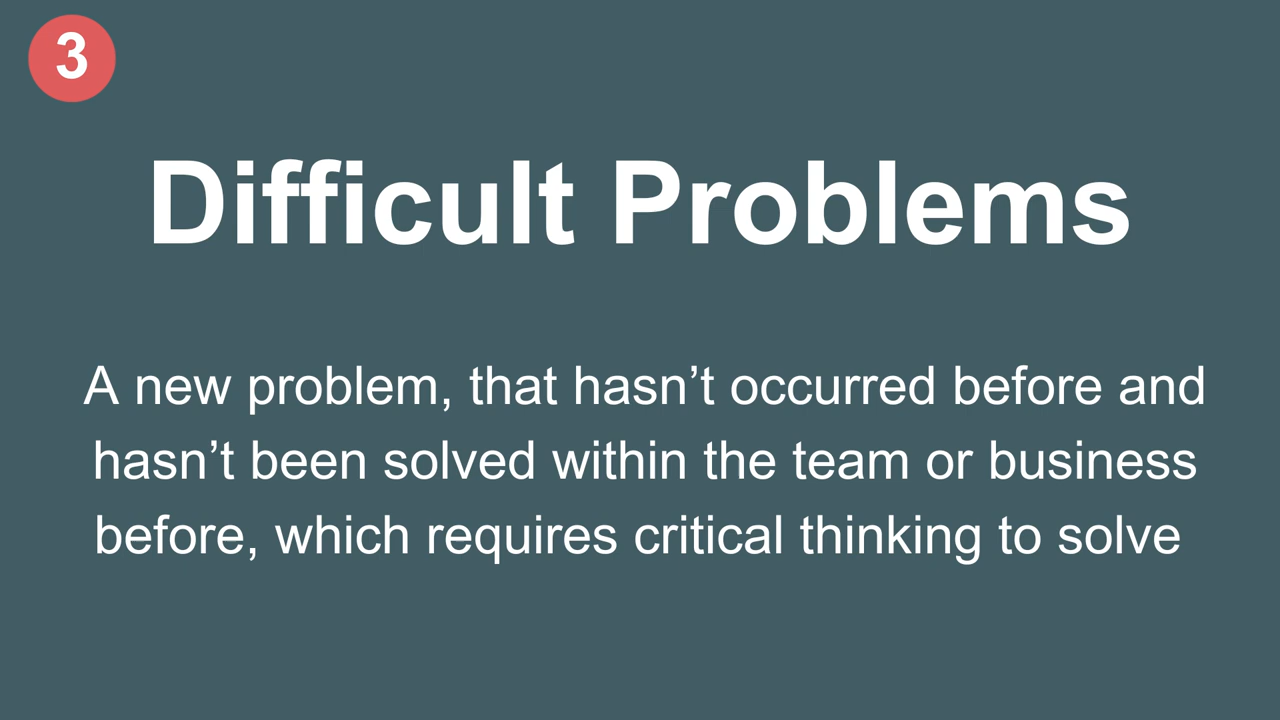 3
Difficult Problems
A new problem, that hasn’t occurred before and
hasn’t been solved within the team or business
before, which requires critical thinking to solve